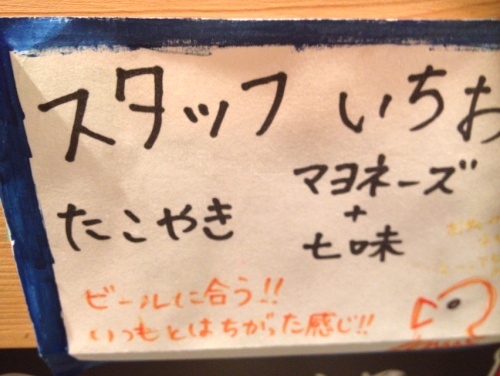 スタッフ いちお
たこやき
マヨネーズ
+
七味
ビールに合う!!
いつもとはちがった感じ!!